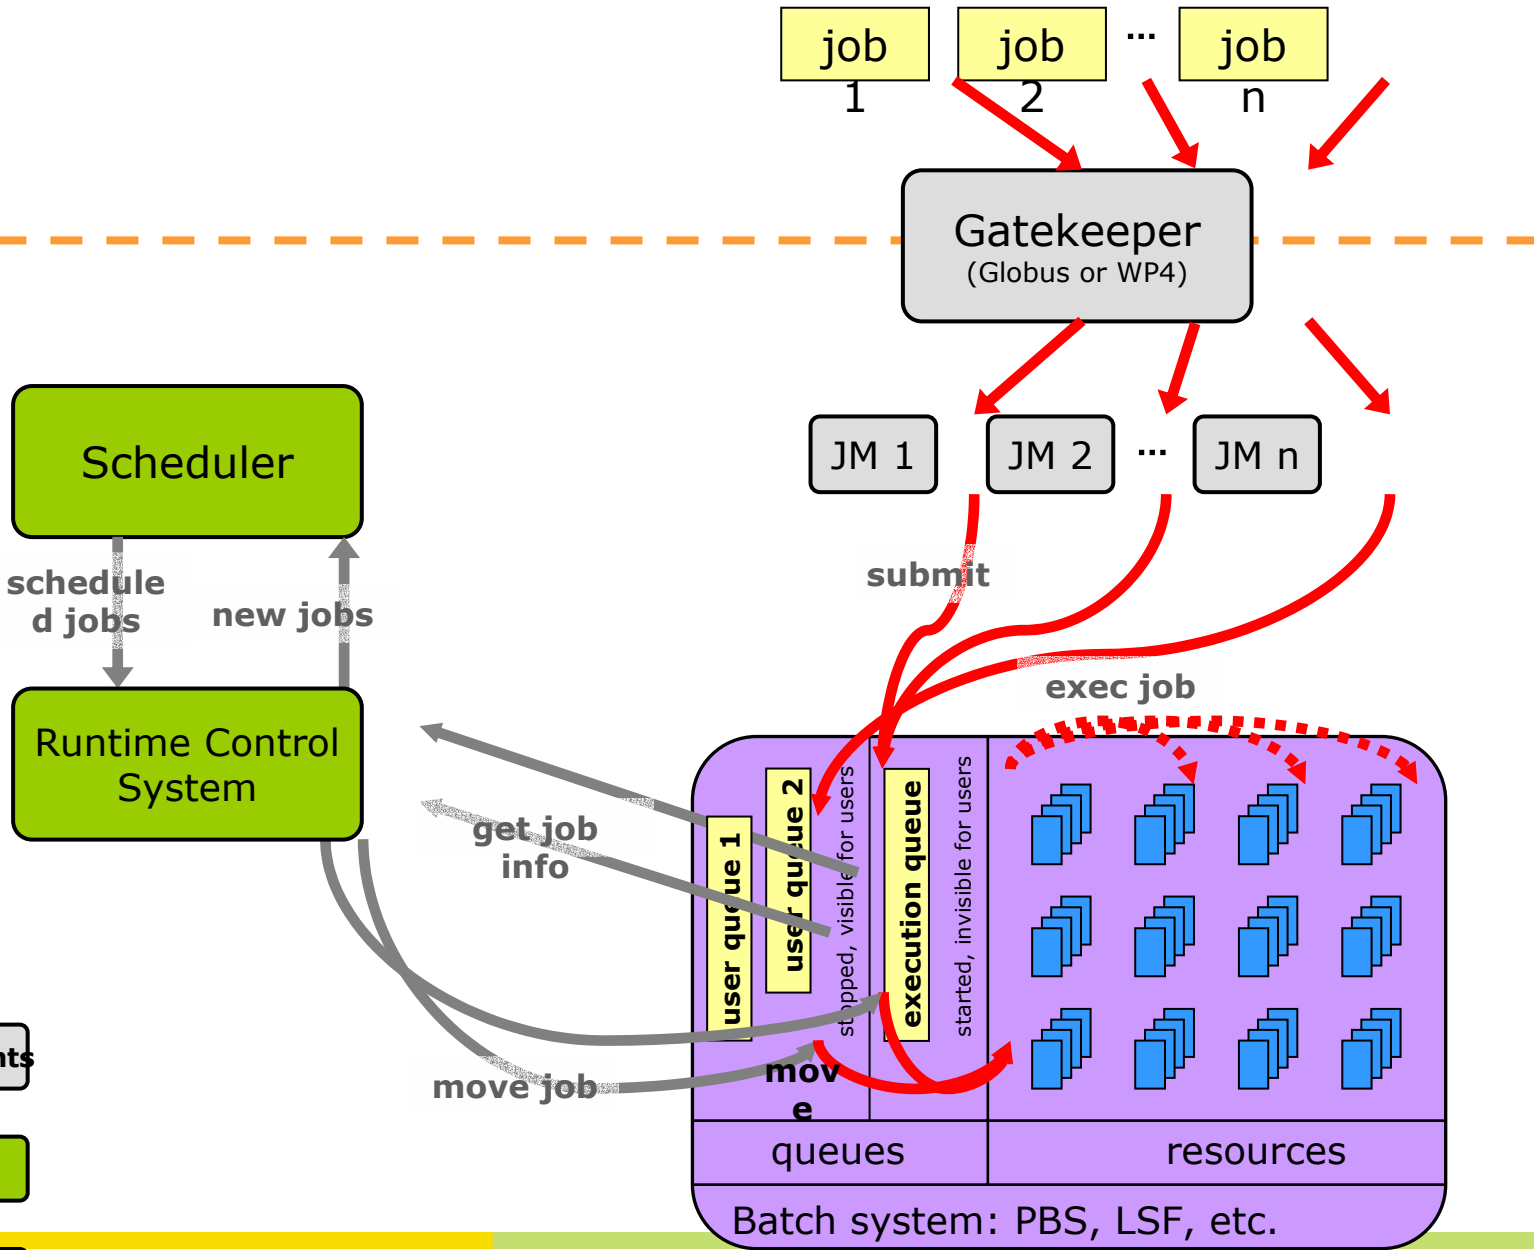 job
1
job
2
...
job
n
Gatekeeper
(Globus or WP4)
Scheduler
JM 1
JM 2
...
JM n
schedule
d jobs
new jobs
submit
exec job
Runtime Control
System
get job
info
user queue 1
user queue 2
stopped, visible for users
execution queue
started, invisible for users
move job
mov
e
queues
resources
Batch system: PBS, LSF, etc.